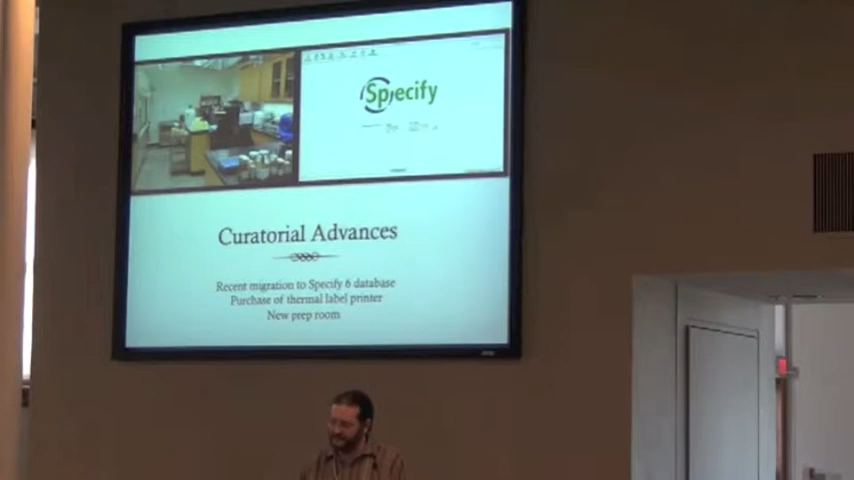 Specify
Curatorial Advances
Recent migration to Specify 6 database
Purchase of thermal label printer
New prep room